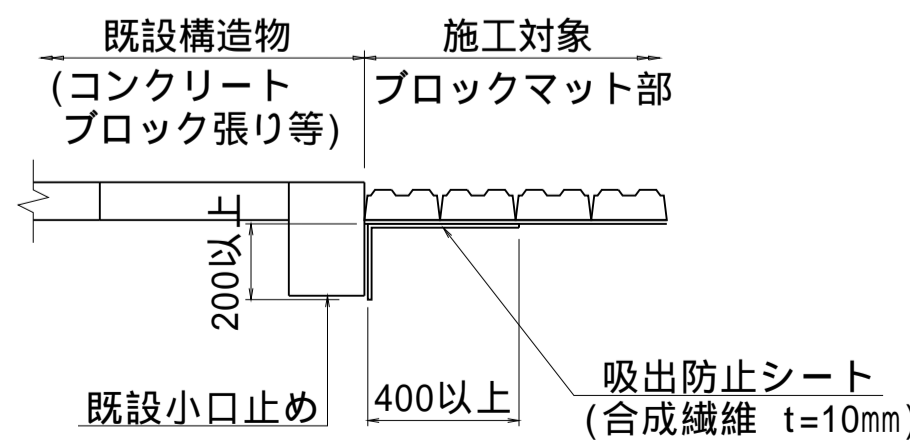 既設構造物
施工対象
(コンクリート
ブロック張り等)
ブロックマット部
200以上
400以上
既設小口止め
吸出防止シート
(合成繊維 t=10㎜)